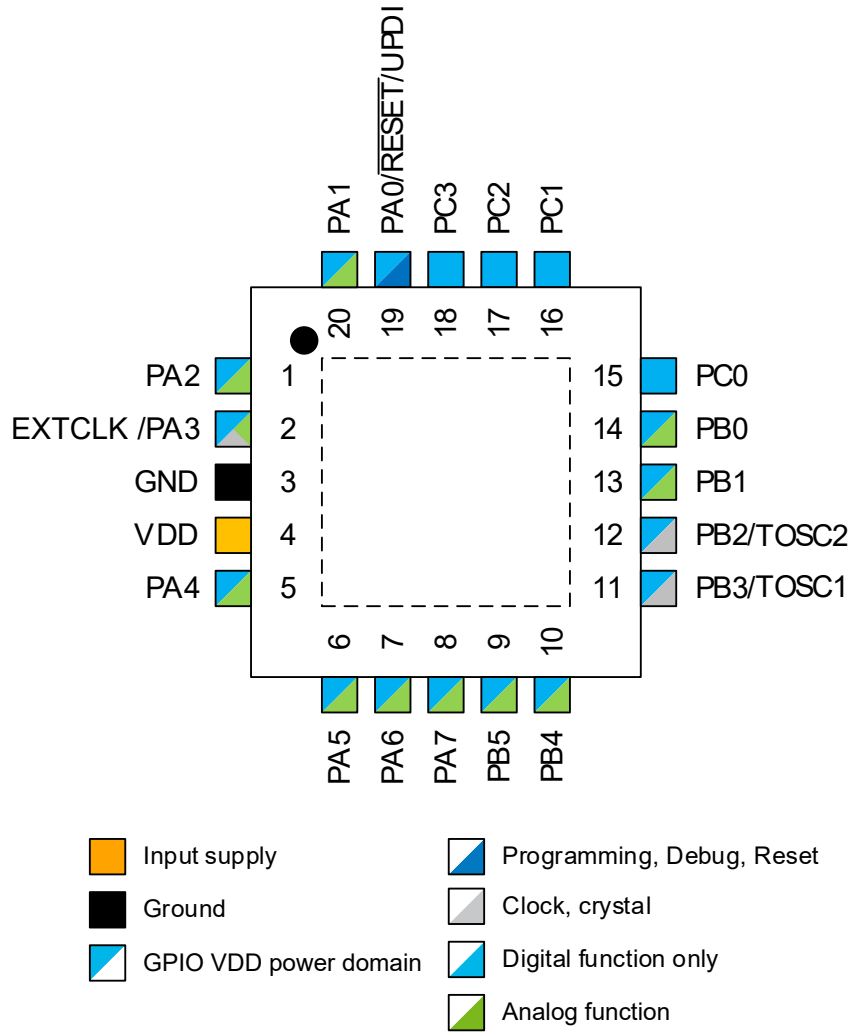 PA1
PA0/RESET/UPDI
PC3
PC2
PC1
20
19
18
17
16
PA2 1
EXTCLK /PA3 2
GND 3
VDD 4
PA4 5
15 PC0
14 PB0
13 PB1
12 PB2/TOSC2
11 PB3/TOSC1
6
7
8
9
10
PA5
PA6
PA7
PB5
PB4
Input supply
Ground
GPIO VDD power domain
Programming, Debug, Reset
Clock, crystal
Digital function only
Analog function